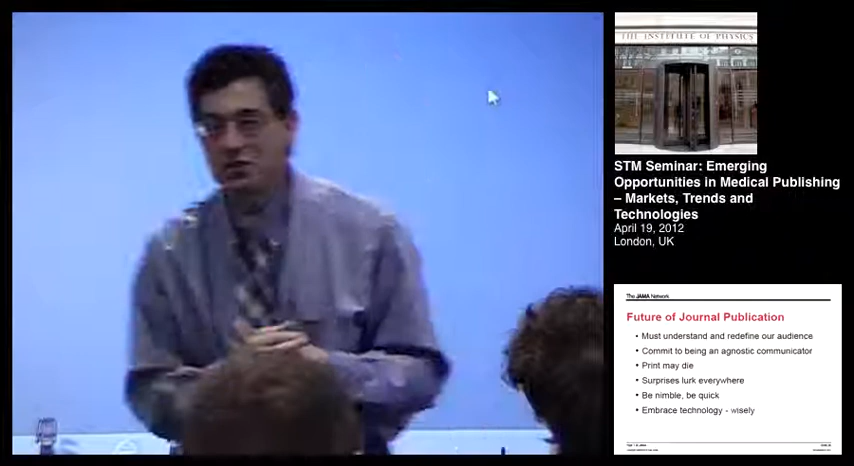 THE INSTITUTE OF PHYSICS
STM Seminar: Emerging
Opportunities in Medical Publishing
– Markets, Trends and
Technologies
April 19, 2012
London, UK
The JAMA Network
Future of Journal Publication
• Must understand and redefine our audience
• Commit to being an agnostic communicator
• Print may die
• Surprises lurk everywhere
• Be nimble, be quick
• Embrace technology - wisely